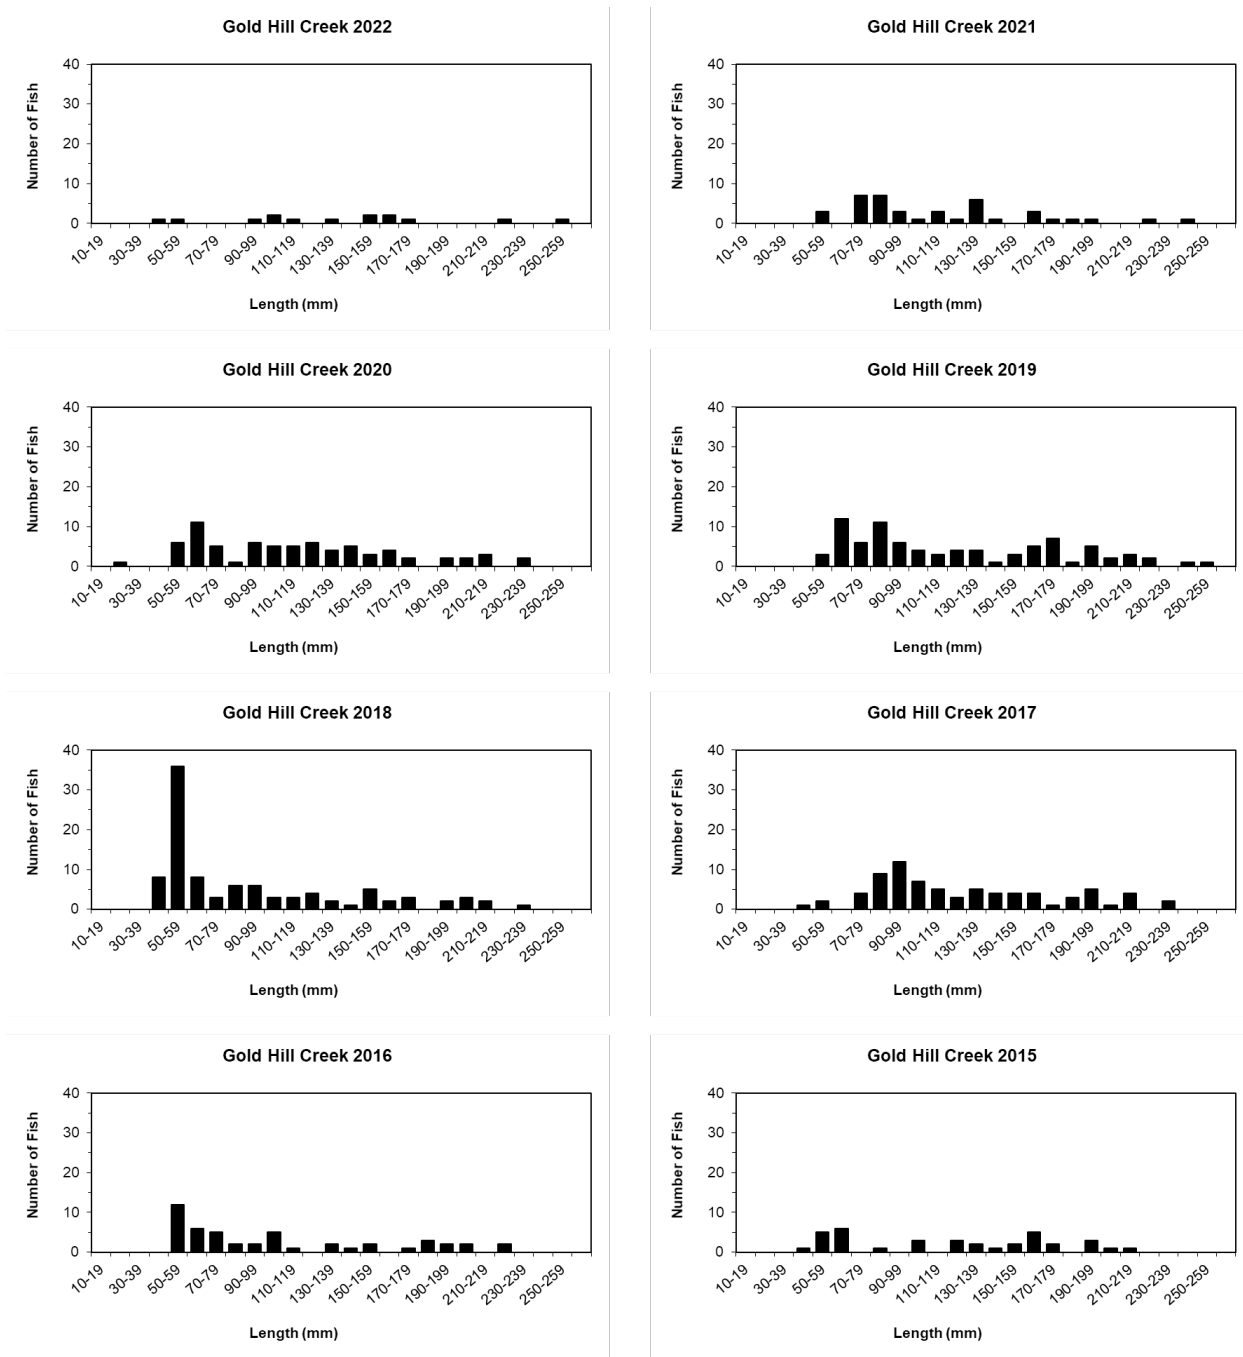 Gold Hill Creek 2022
Number of Fish
40
30
20
10
0
10-19 30-39 50-59 70-79 90-99 110-119 130-139 150-159 170-179 190-199 210-219 230-239 250-259
Length (mm)
Gold Hill Creek 2021
Number of Fish
40
30
20
10
0
10-19 30-39 50-59 70-79 90-99 110-119 130-139 150-159 170-179 190-199 210-219 230-239 250-259
Length (mm)
Gold Hill Creek 2020
Number of Fish
40
30
20
10
0
10-19 30-39 50-59 70-79 90-99 110-119 130-139 150-159 170-179 190-199 210-219 230-239 250-259
Length (mm)
Gold Hill Creek 2019
Number of Fish
40
30
20
10
0
10-19 30-39 50-59 70-79 90-99 110-119 130-139 150-159 170-179 190-199 210-219 230-239 250-259
Length (mm)
Gold Hill Creek 2018
Number of Fish
40
30
20
10
0
10-19 30-39 50-59 70-79 90-99 110-119 130-139 150-159 170-179 190-199 210-219 230-239 250-259
Length (mm)
Gold Hill Creek 2017
Number of Fish
40
30
20
10
0
10-19 30-39 50-59 70-79 90-99 110-119 130-139 150-159 170-179 190-199 210-219 230-239 250-259
Length (mm)
Gold Hill Creek 2016
Number of Fish
40
30
20
10
0
10-19 30-39 50-59 70-79 90-99 110-119 130-139 150-159 170-179 190-199 210-219 230-239 250-259
Length (mm)
Gold Hill Creek 2015
Number of Fish
40
30
20
10
0
10-19 30-39 50-59 70-79 90-99 110-119 130-139 150-159 170-179 190-199 210-219 230-239 250-259
Length (mm)